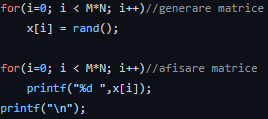 for(i=0; i < M*N; i++)//generare matrice
x[i] = rand();
for(i=0; i < M*N; i++)//afisare matrice
printf("%d ",x[i]);
printf("\n");